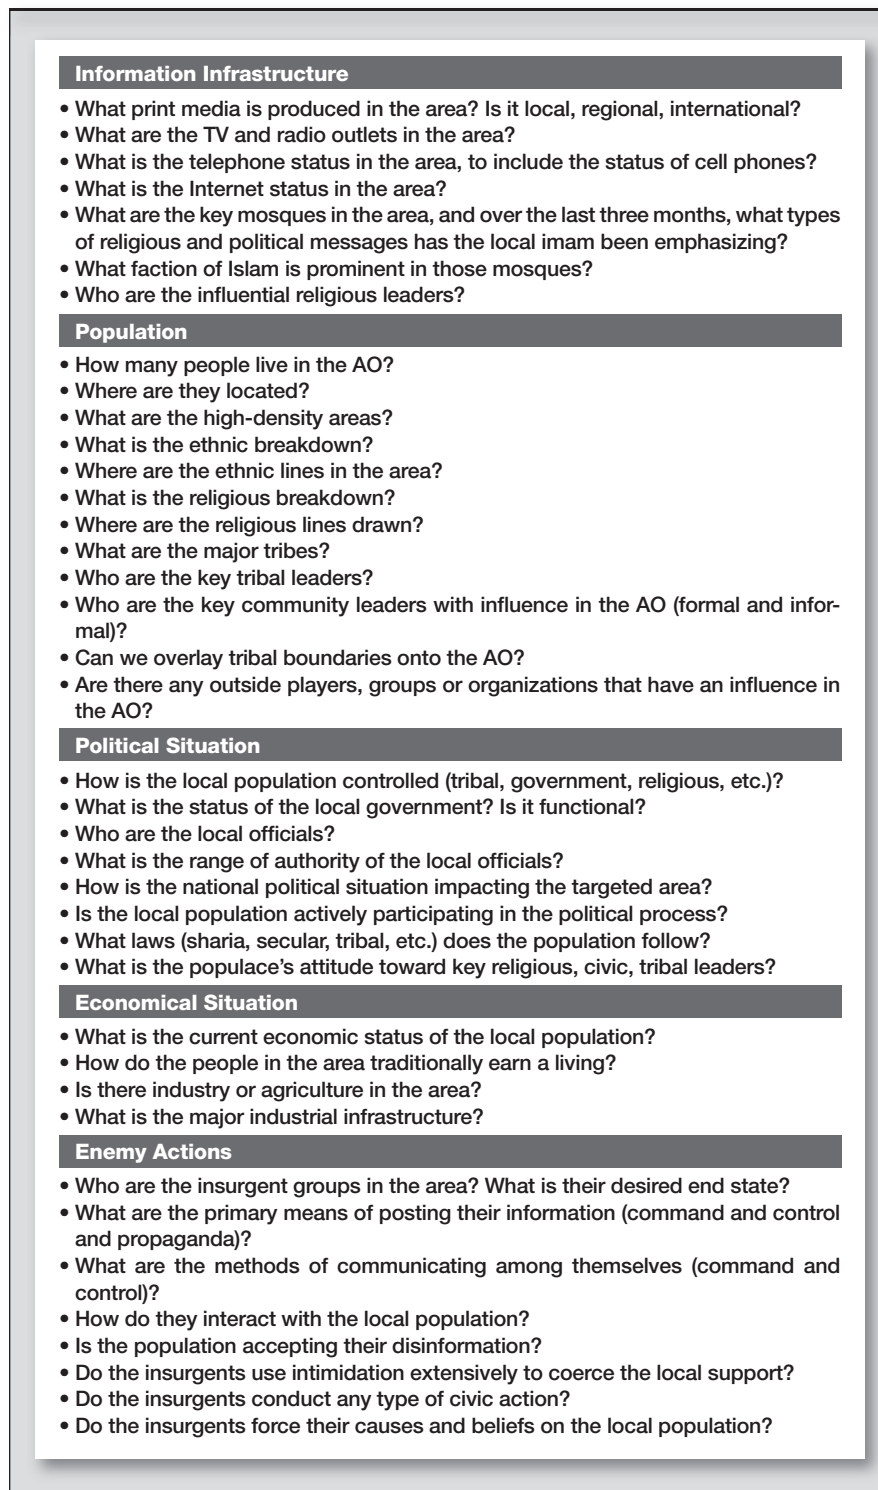 Information Infrastructure
• What print media is produced in the area? Is it local, regional, international?
• What are the TV and radio outlets in the area?
• What is the telephone status in the area, to include the status of cell phones?
• What is the Internet status in the area?
• What are the key mosques in the area, and over the last three months, what types
of religious and political messages has the local imam been emphasizing?
• What faction of Islam is prominent in those mosques?
• Who are the influential religious leaders?
Population
• How many people live in the AO?
• Where are they located?
• What are the high-density areas?
• What is the ethnic breakdown?
• Where are the ethnic lines in the area?
• What is the religious breakdown?
• Where are the religious lines drawn?
• What are the major tribes?
• Who are the key tribal leaders?
• Who are the key community leaders with influence in the AO (formal and infor-
mal)?
• Can we overlay tribal boundaries onto the AO?
• Are there any outside players, groups or organizations that have an influence in
the AO?
Political Situation
• How is the local population controlled (tribal, government, religious, etc.)?
• What is the status of the local government? Is it functional?
• Who are the local officials?
• What is the range of authority of the local officials?
• How is the national political situation impacting the targeted area?
• Is the local population actively participating in the political process?
• What laws (sharia, secular, tribal, etc.) does the population follow?
• What is the populace's attitude toward key religious, civic, tribal leaders?
Economical Situation
• What is the current economic status of the local population?
• How do the people in the area traditionally earn a living?
• Is there industry or agriculture in the area?
• What is the major industrial infrastructure?
Enemy Actions
• Who are the insurgent groups in the area? What is their desired end state?
• What are the primary means of posting their information (command and control
and propaganda)?
• What are the methods of communicating among themselves (command and
control)?
• How do they interact with the local population?
• Is the population accepting their disinformation?
• Do the insurgents use intimidation extensively to coerce the local support?
• Do the insurgents conduct any type of civic action?
• Do the insurgents force their causes and beliefs on the local population?